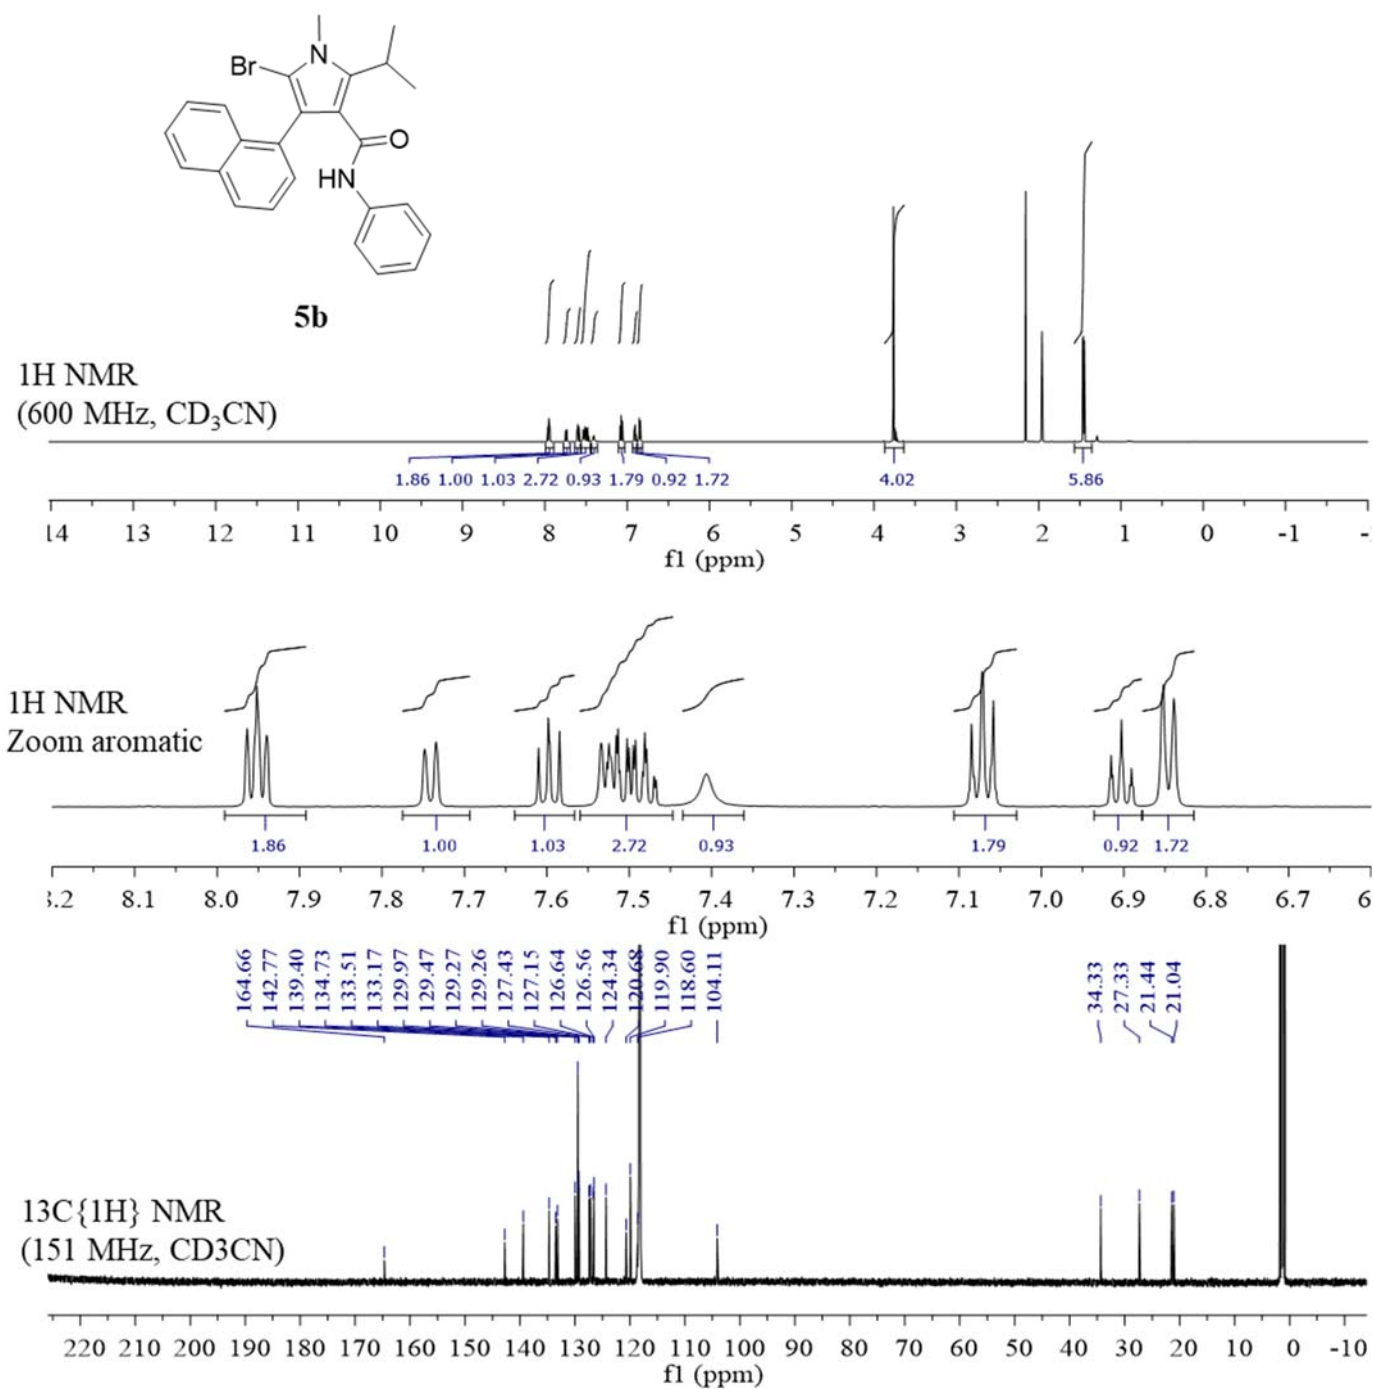 N
Br
O
HN
5b
1H NMR
(600 MHz, CD₃CN)
1.86 1.00 1.03 2.72 0.93 1.79 0.92 1.72
4.02
5.86
14 13 12 11 10 9 8 7 6 5 4 3 2 1 0 -1
f1 (ppm)
1H NMR
Zoom aromatic
1.86 1.00 1.03 2.72 0.93 1.79 0.92 1.72
8.1 8.0 7.9 7.8 7.7 7.6 7.5 7.4 7.3 7.2 7.1 7.0 6.9 6.8 6.7
f1 (ppm)
164.66
142.77
139.40
134.73
133.51
133.17
129.97
129.47
129.27
129.26
127.43
127.15
126.64
126.56
124.34
120.68
119.90
118.60
104.11
34.33
27.33
21.44
21.04
13C{1H} NMR
(151 MHz, CD3CN)
220 210 200 190 180 170 160 150 140 130 120 110 100 90 80 70 60 50 40 30 20 10 0 -10
f1 (ppm)